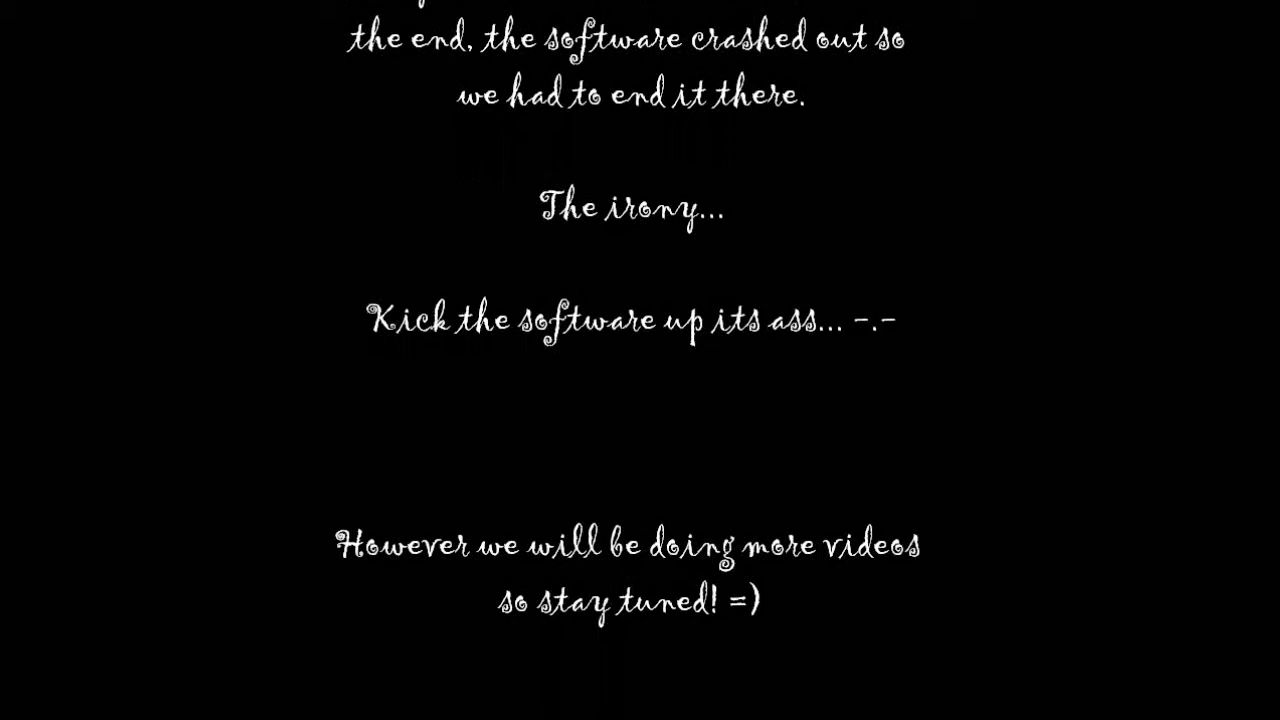 the end, the software crashed out so
we had to end it there.
The irony...
Kick the software up its ass... -.-
However we will be doing more videos
so stay tuned! =)